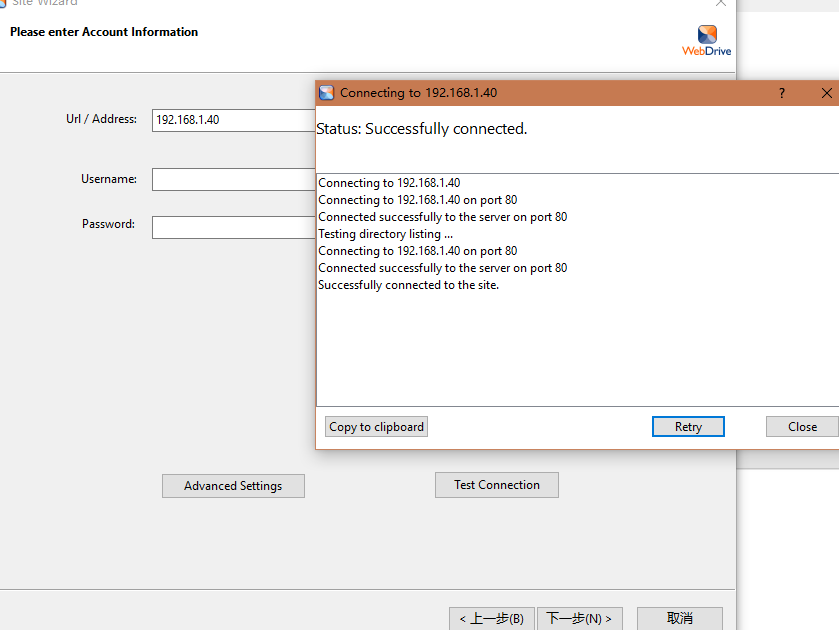 Site Wizard
Please enter Account Information
WebDrive
Url / Address:
192.168.1.40
Username:
Password:
Connecting to 192.168.1.40
?
Status: Successfully connected.
Connecting to 192.168.1.40
Connecting to 192.168.1.40 on port 80
Connected successfully to the server on port 80
Testing directory listing ...
Connecting to 192.168.1.40 on port 80
Connected successfully to the server on port 80
Successfully connected to the site.
Copy to clipboard
Retry
Close
Advanced Settings
Test Connection
< 上一步(B)
下一步(N) >
取消